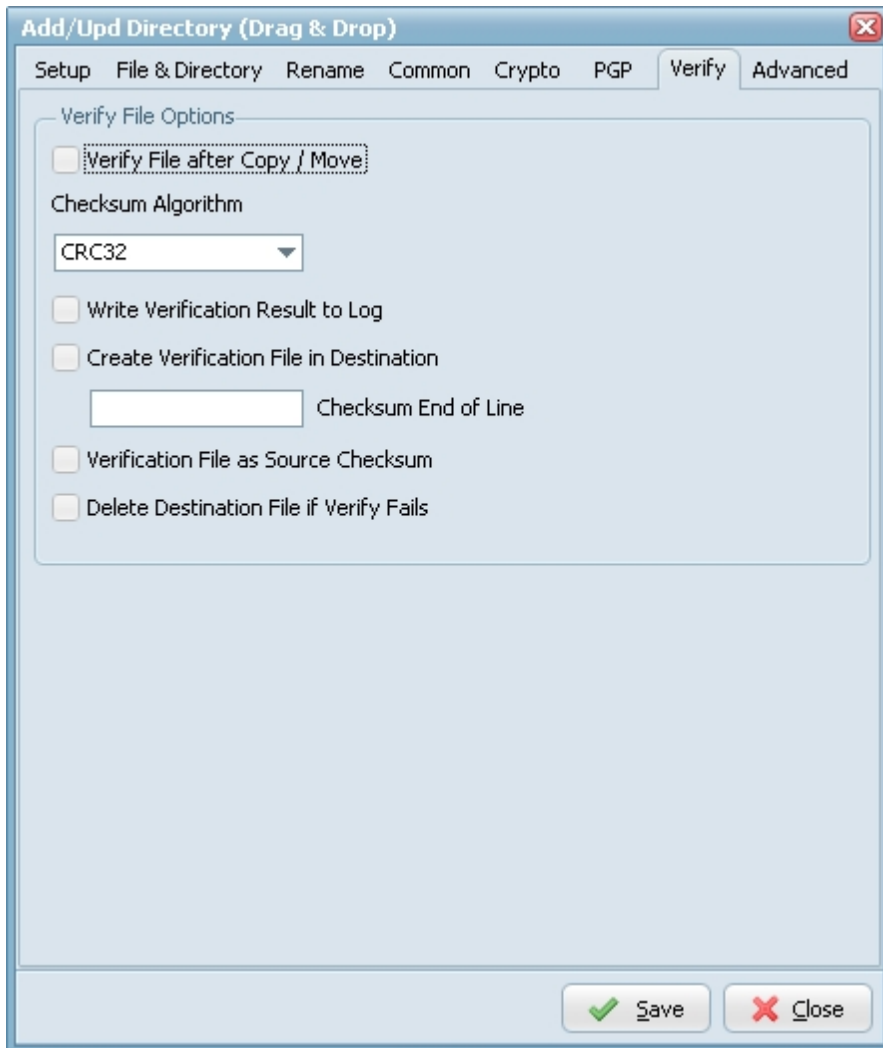 Add/Upd Directory (Drag & Drop)
Setup File & Directory Rename Common Crypto PGP Verify Advanced
Verify File Options
Verify File after Copy / Move
Checksum Algorithm
CRC32
Write Verification Result to Log
Create Verification File in Destination
Checksum End of Line
Verification File as Source Checksum
Delete Destination File if Verify Fails
Save Close